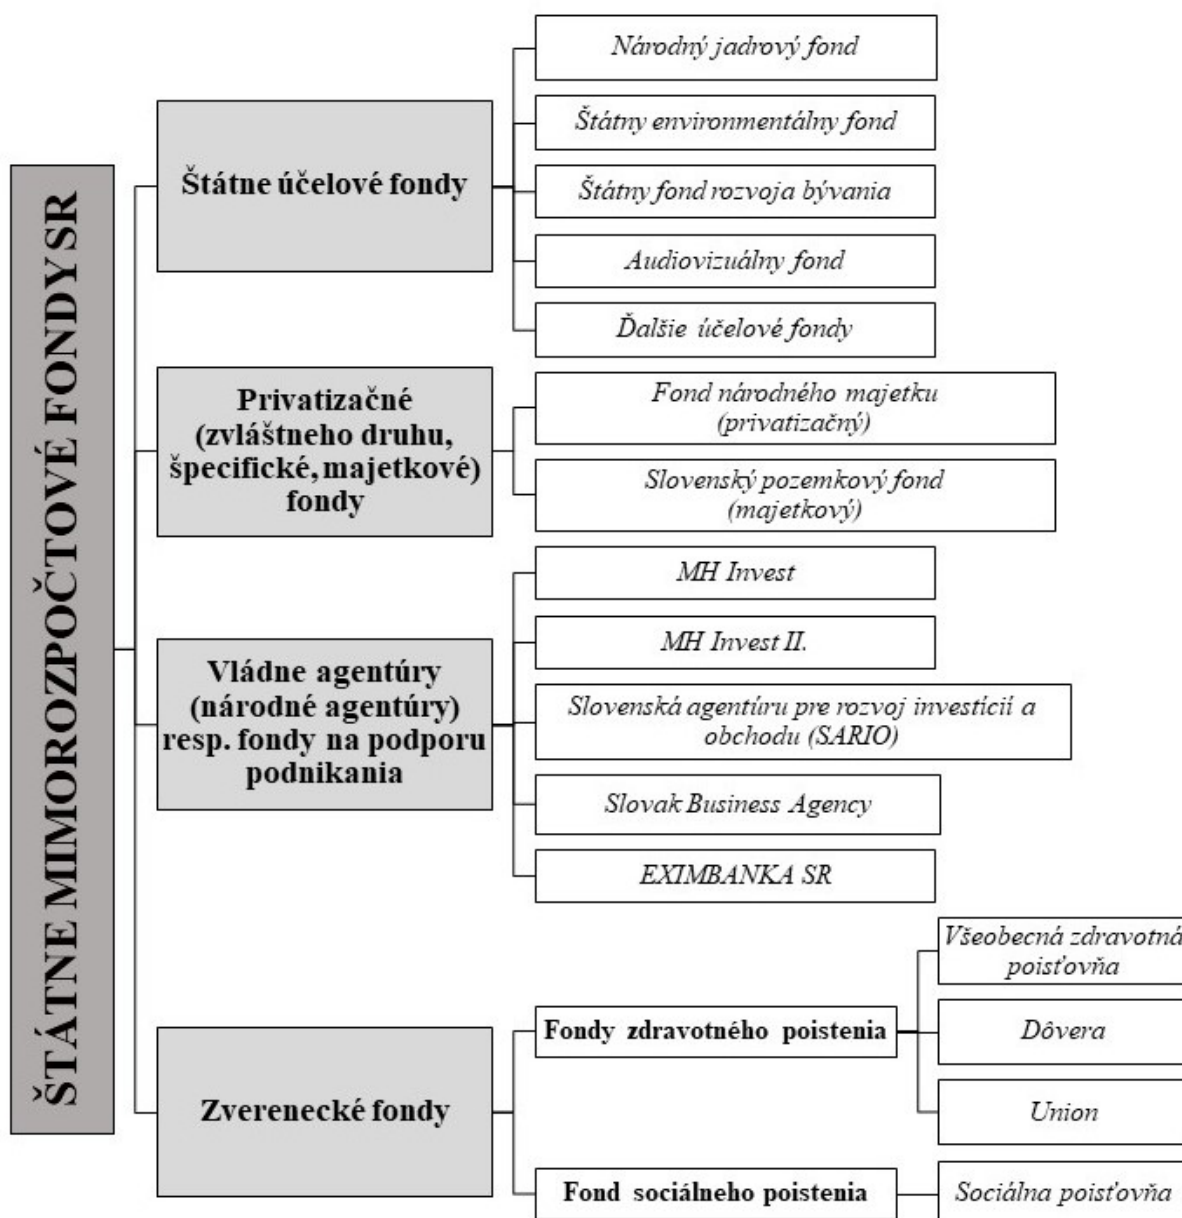 ŠTÁTNE MIMOROZPOČTOVÉ FONDY SR
Štátne účelové fondy
Národný jadrový fond
Štátny environmentálny fond
Štátny fond rozvoja bývania
Audiovizuálny fond
Ďalšie účelové fondy
Privatizačné
(zvláštneho druhu,
špecifické, majetkové)
fondy
Fond národného majetku
(privatizačný)
Slovenský pozemkový fond
(majetkový)
Vládne agentúry
(národné agentúry)
resp. fondy na podporu
podnikania
MH Invest
MH Invest II.
Slovenská agentúru pre rozvoj investícií a
obchodu (SARIO)
Slovak Business Agency
EXIMBANKA SR
Zverenecké fondy
Fondy zdravotného poistenia
Všeobecná zdravotná
poisťovňa
Dôvera
Union
Fond sociálneho poistenia
Sociálna poisťovňa